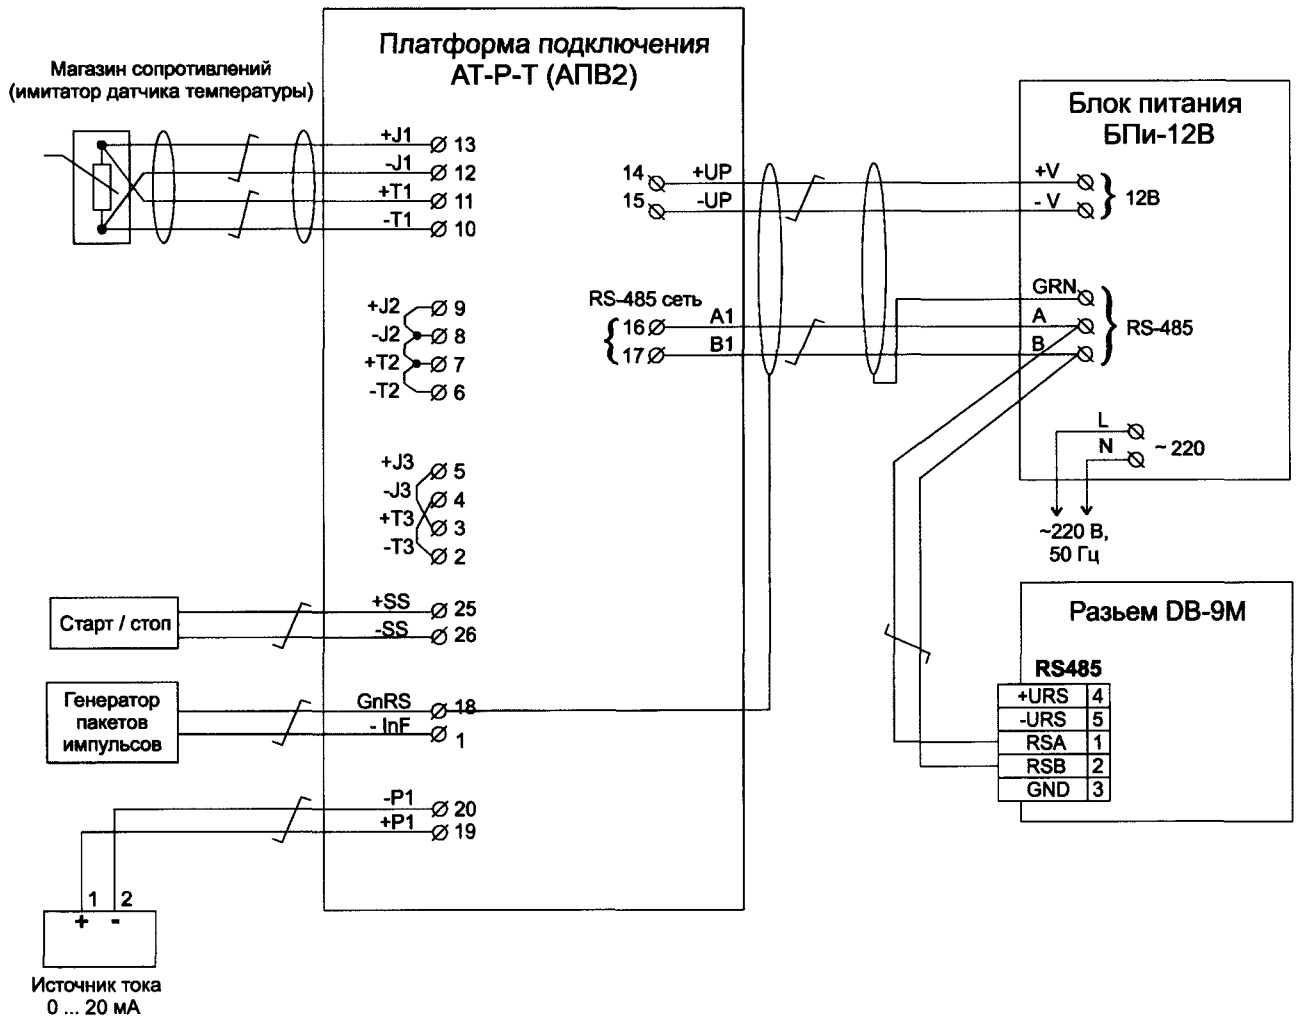 Платформа подключения
АТ-Р-Т (АПВ2)
Магазин сопротивлений
(имитатор датчика температуры)
+J1 13
-J1 12
+T1 11
-T1 10
+J2 9
-J2 8
+T2 7
-T2 6
+J3 5
-J3 4
+T3 3
-T3 2
Старт / стоп
+SS 25
-SS 26
Генератор
пакетов
импульсов
GnRS 18
- InF 1
-P1 20
+P1 19
1 2
+ -
Источник тока
0 ... 20 мА
14 +UP
15 -UP
RS-485 сеть
{ 16 A1
17 B1
Блок питания
БПи-12В
+V
- V
} 12В
GRN
A
B
} RS-485
L
N
~ 220
~220 В,
50 Гц
Разьем DB-9M
RS485
+URS 4
-URS 5
RSA 1
RSB 2
GND 3